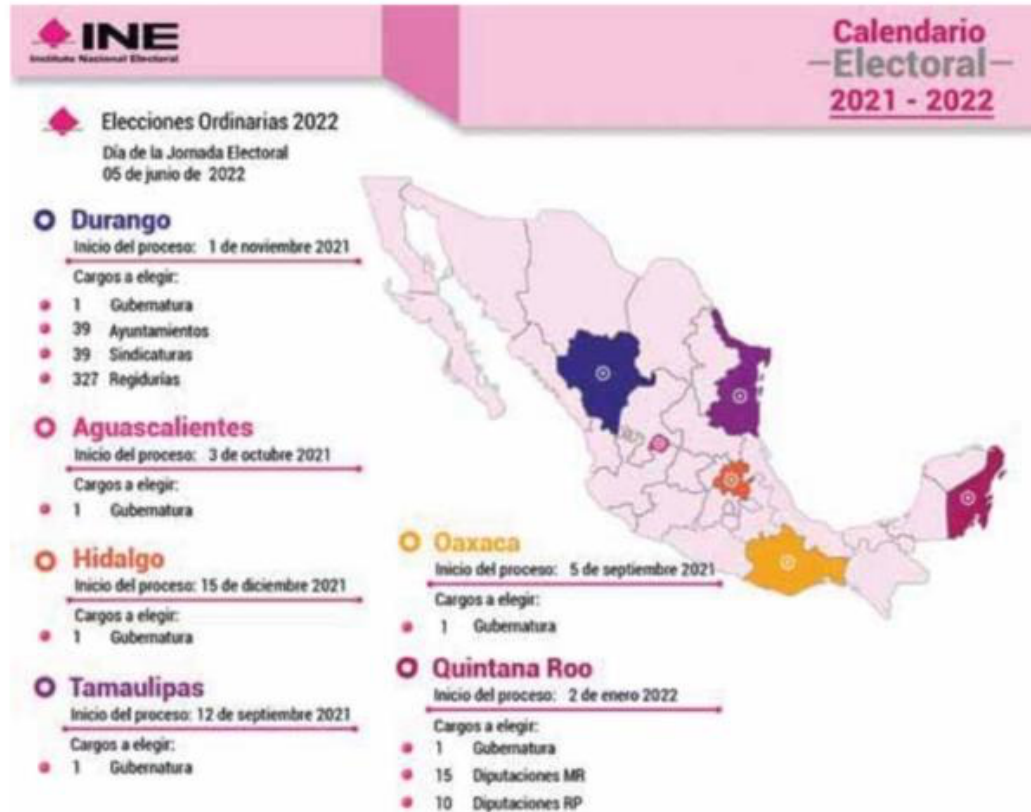 INE
Instituto Nacional Electoral
Calendario
Electoral
2021 - 2022
Elecciones Ordinarias 2022
Día de la Jornada Electoral
05 de junio de 2022
Durango
Inicio del proceso: 1 de noviembre 2021
Cargos a elegir:
1 Gubernatura
39 Ayuntamientos
39 Sindicaturas
327 Regidurías
Aguascalientes
Inicio del proceso: 3 de octubre 2021
Cargos a elegir:
1 Gubernatura
Hidalgo
Inicio del proceso: 15 de diciembre 2021
Cargos a elegir:
1 Gubernatura
Tamaulipas
Inicio del proceso: 12 de septiembre 2021
Cargos a elegir:
1 Gubernatura
Oaxaca
Inicio del proceso: 5 de septiembre 2021
Cargos a elegir:
1 Gubernatura
Quintana Roo
Inicio del proceso: 2 de enero 2022
Cargos a elegir:
1 Gubernatura
15 Diputaciones MR
10 Diputaciones RP